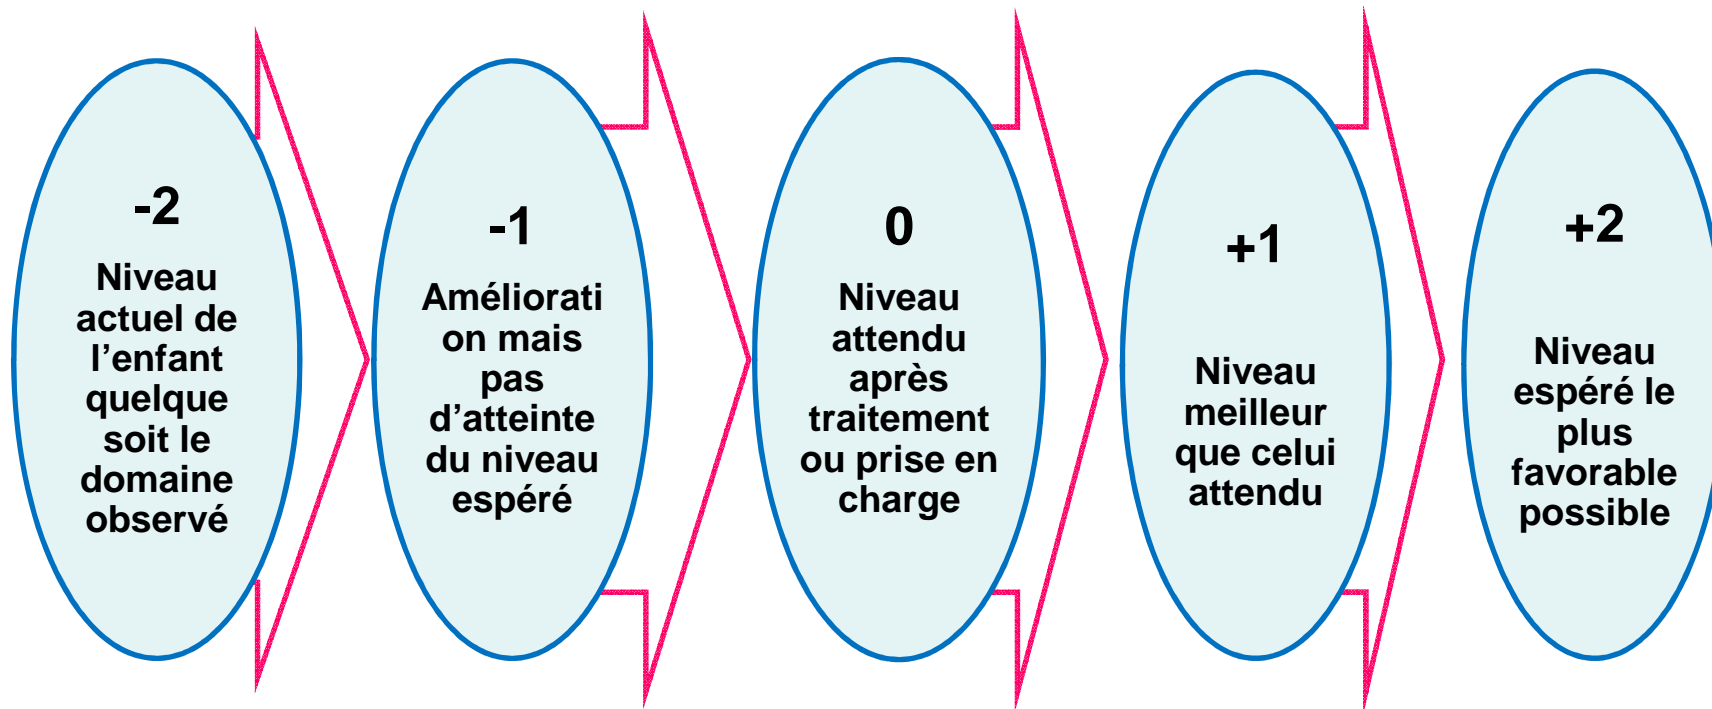 -2
Niveau
actuel de
l’enfant
quelque
soit le
domaine
observé
-1
Améliorati
on mais
pas
d’atteinte
du niveau
espéré
0
Niveau
attendu
après
traitement
ou prise en
charge
+1
Niveau
meilleur
que celui
attendu
+2
Niveau
espéré le
plus
favorable
possible